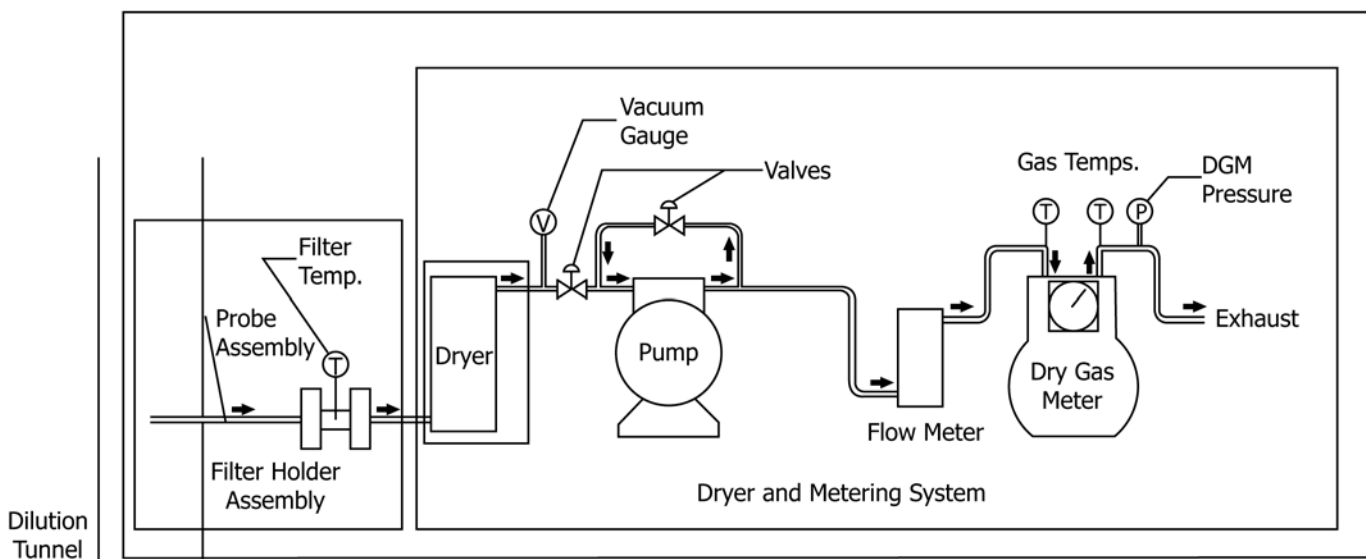 Vacuum
Gauge
Valves
Gas Temps.
DGM
Pressure
Filter
Temp.
V
T
T
P
Probe
Assembly
T
Dryer
Pump
Exhaust
Dry Gas
Meter
Flow Meter
Filter Holder
Assembly
Dryer and Metering System
Dilution
Tunnel